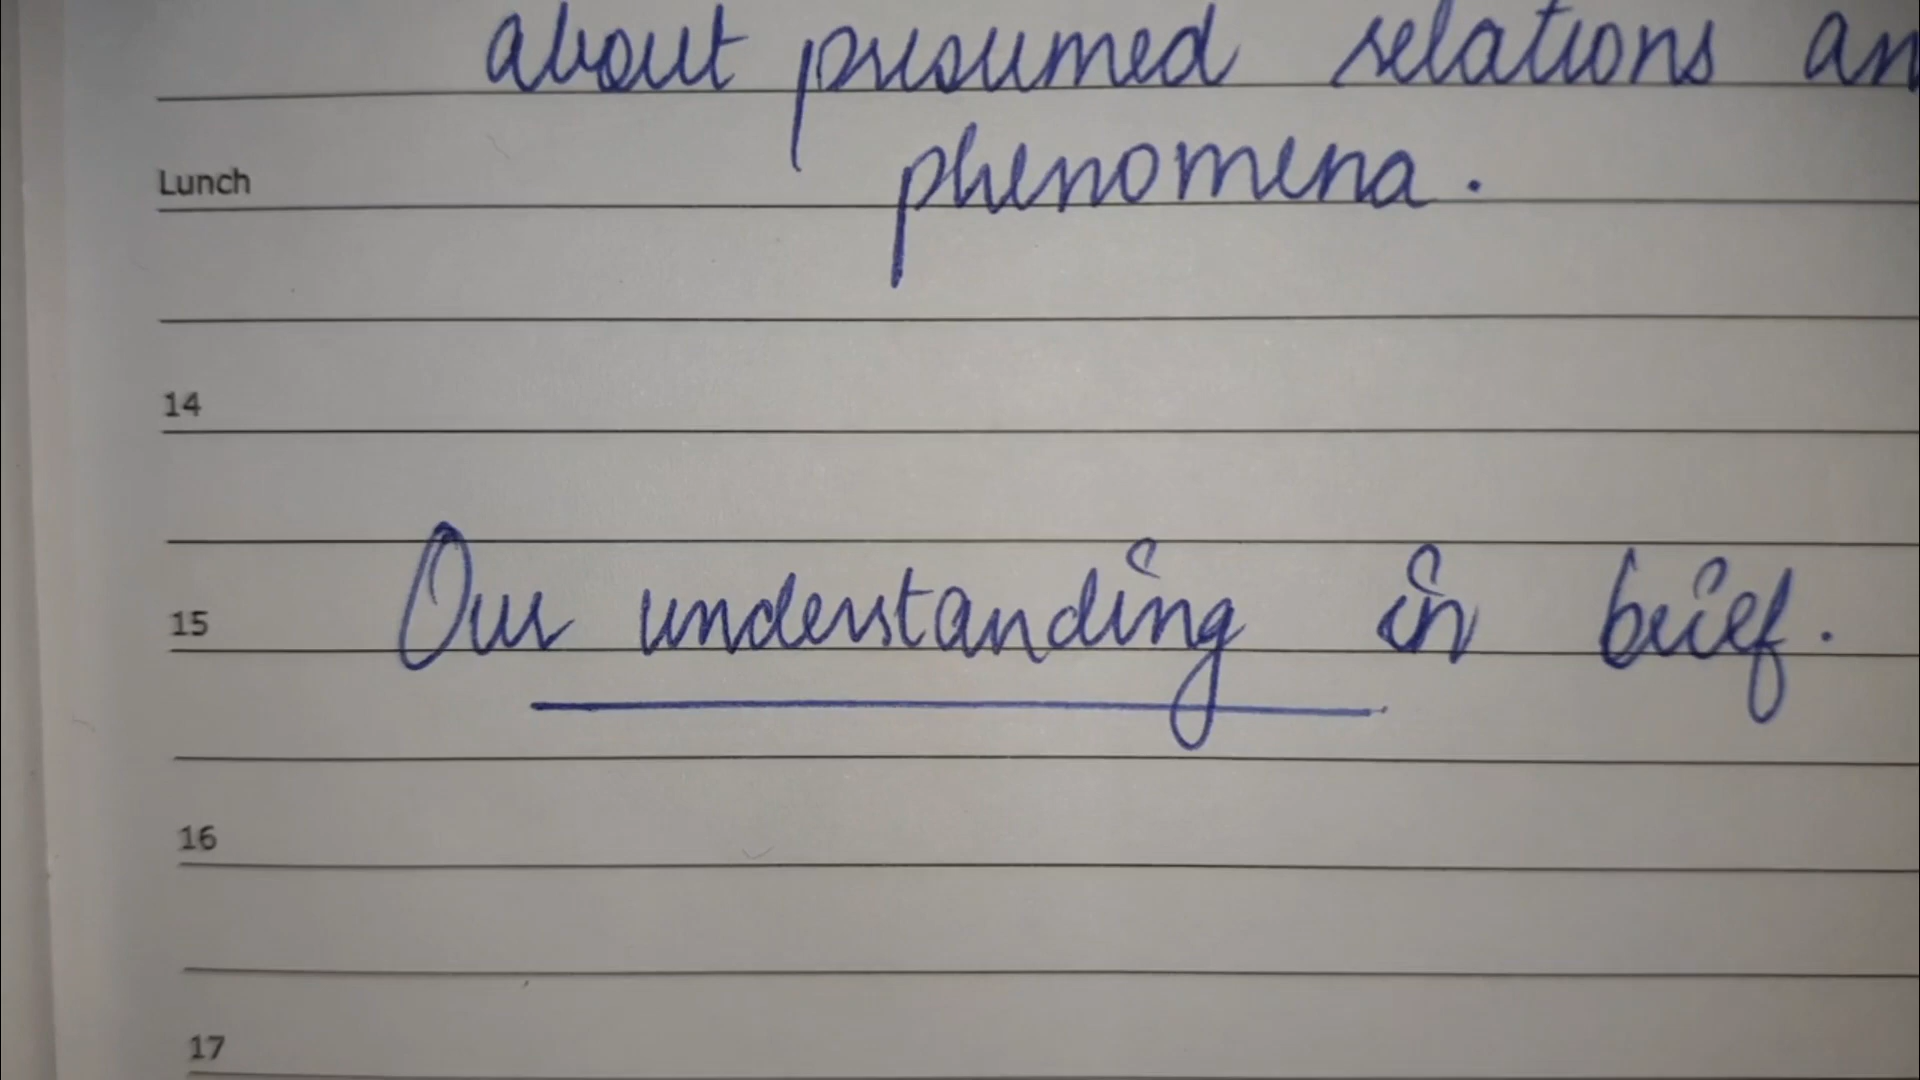 about presumed relations an
Lunch
phenomena.
14
15
Our understanding in brief.
16
17